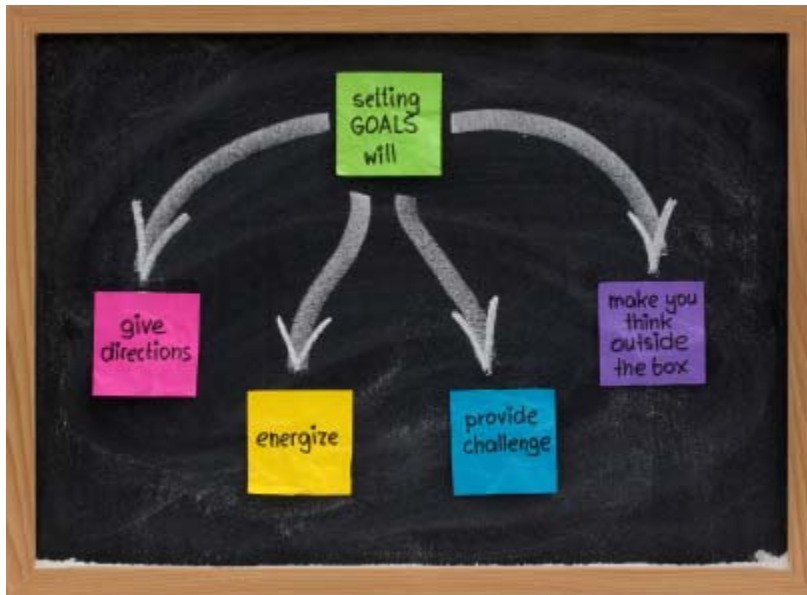 setting
GOALS
will
give
directions
energize
provide
challenge
make you
think
outside
the box